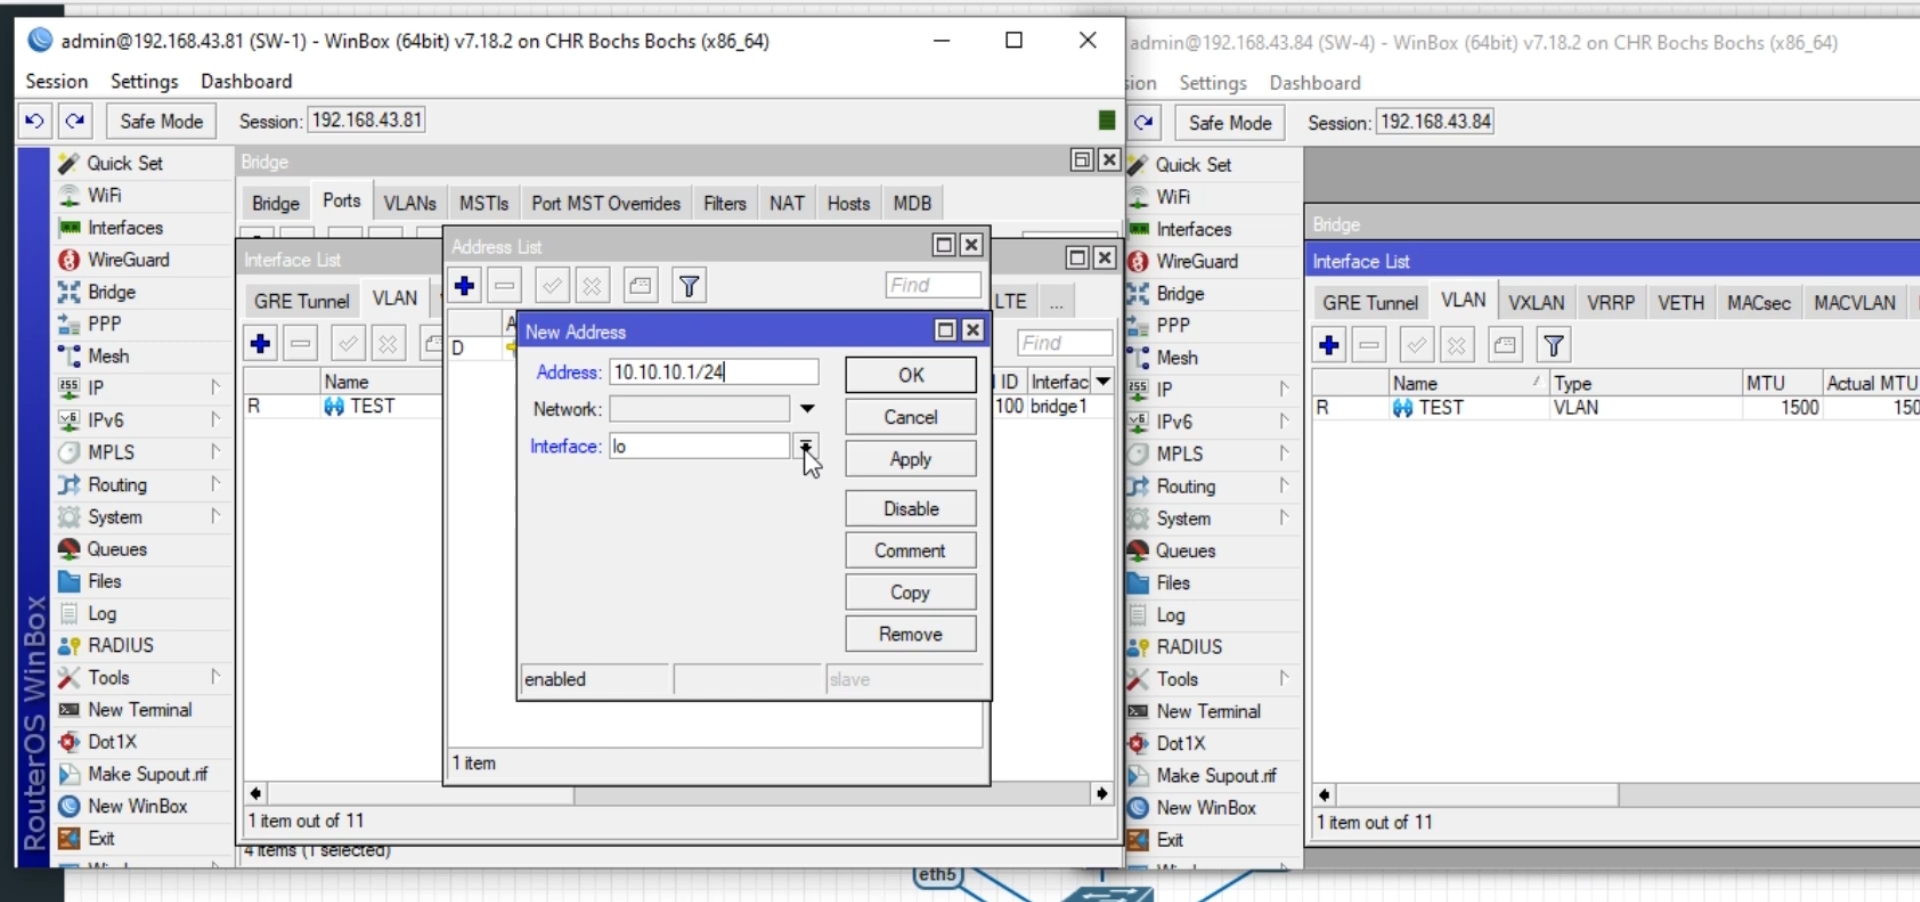 admin@192.168.43.81 (SW-1) - WinBox (64bit) v7.18.2 on CHR Bochs Bochs (x86_64)
Session Settings Dashboard
Safe Mode Session: 192.168.43.81
RouterOS WinBox
Quick Set
WiFi
Interfaces
WireGuard
Bridge
PPP
Mesh
IP
IPv6
MPLS
Routing
System
Queues
Files
Log
RADIUS
Tools
New Terminal
Dot1X
Make Supout.rif
New WinBox
Exit
Bridge
Bridge Ports VLANs MSTIs Port MST Overrides Filters NAT Hosts MDB
Interface List
GRE Tunnel VLAN LTE ...
Find
Name ID Interfac
R TEST 100 bridge1
1 item out of 11
4 items (1 selected)
Address List
Find
D
1 item
New Address
Address: 10.10.10.1/24
Network:
Interface: lo
OK
Cancel
Apply
Disable
Comment
Copy
Remove
enabled slave
eth5
admin@192.168.43.84 (SW-4) - WinBox (64bit) v7.18.2 on CHR Bochs Bochs (x86_64)
sion Settings Dashboard
Safe Mode Session: 192.168.43.84
Quick Set
WiFi
Interfaces
WireGuard
Bridge
PPP
Mesh
IP
IPv6
MPLS
Routing
System
Queues
Files
Log
RADIUS
Tools
New Terminal
Dot1X
Make Supout.rif
New WinBox
Exit
Bridge
Interface List
GRE Tunnel VLAN VXLAN VRRP VETH MACsec MACVLAN
Name Type MTU Actual MTU
R TEST VLAN 1500 150
1 item out of 11